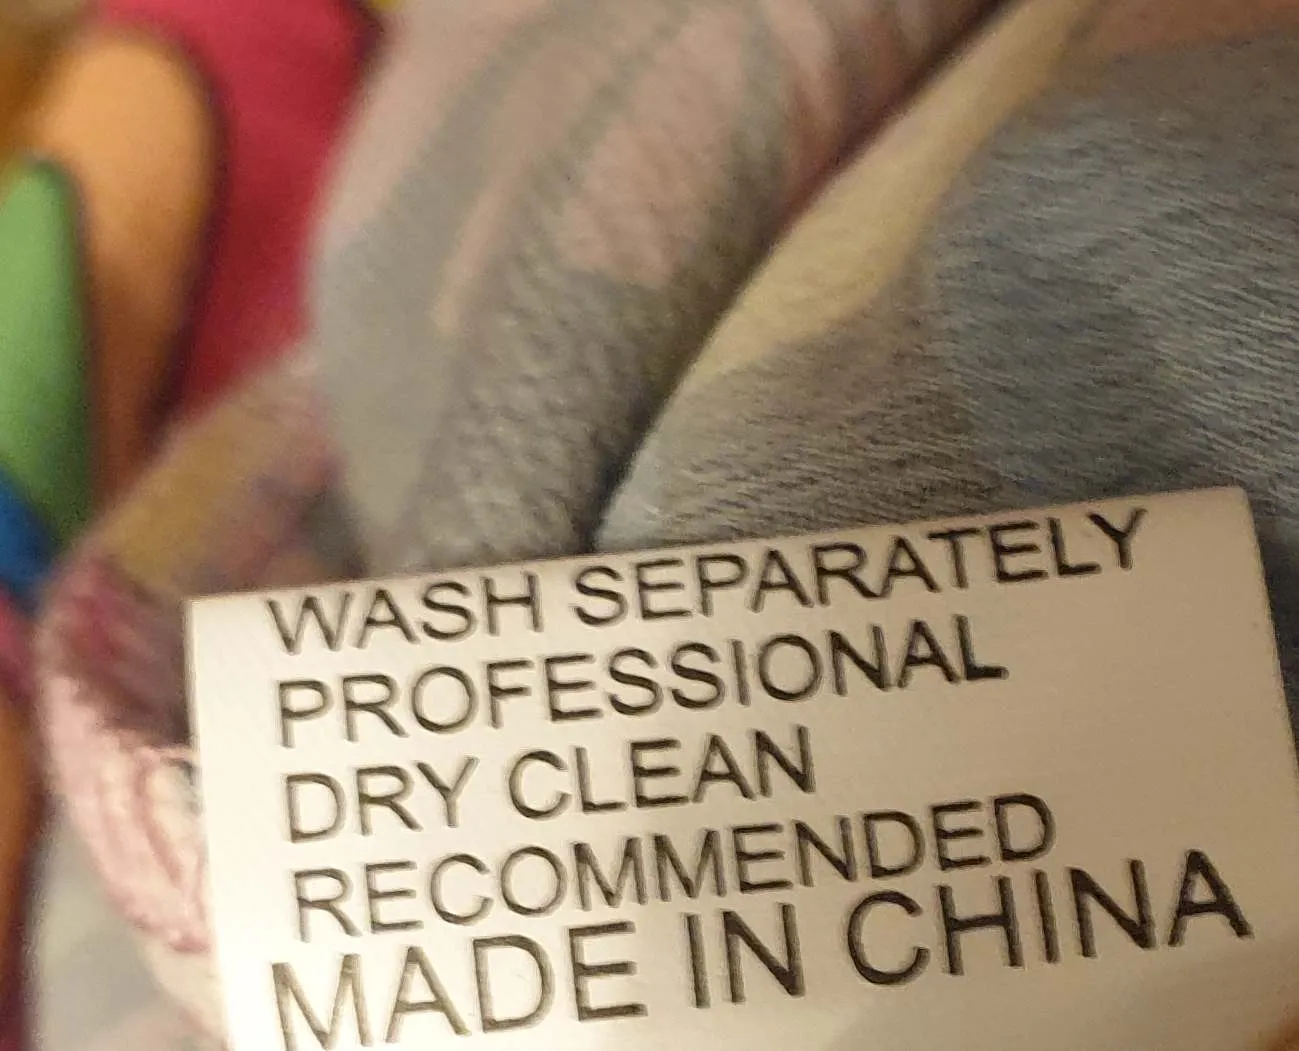 WASH SEPARATELY
PROFESSIONAL
DRY CLEAN
RECOMMENDED
MADE IN CHINA